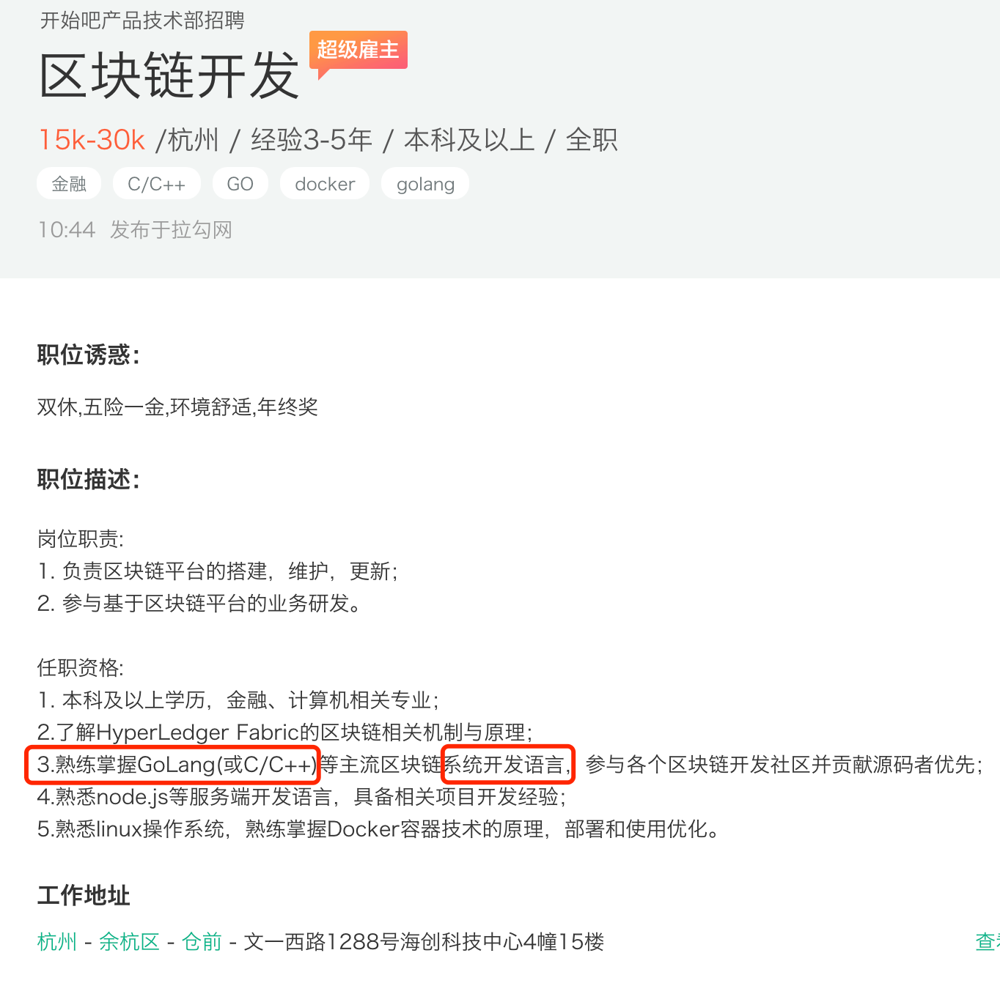 开始吧产品技术部招聘
区块链开发
超级雇主
15k-30k /杭州 / 经验3-5年 / 本科及以上 / 全职
金融 C/C++ GO docker golang
10:44 发布于拉勾网
职位诱惑：
双休,五险一金,环境舒适,年终奖
职位描述：
岗位职责:
1. 负责区块链平台的搭建，维护，更新；
2. 参与基于区块链平台的业务研发。
任职资格:
1. 本科及以上学历，金融、计算机相关专业；
2.了解HyperLedger Fabric的区块链相关机制与原理；
3.熟练掌握GoLang(或C/C++)等主流区块链系统开发语言，参与各个区块链开发社区并贡献源码者优先；
4.熟悉node.js等服务端开发语言，具备相关项目开发经验；
5.熟悉linux操作系统，熟练掌握Docker容器技术的原理，部署和使用优化。
工作地址
杭州 - 余杭区 - 仓前 - 文一西路1288号海创科技中心4幢15楼
查